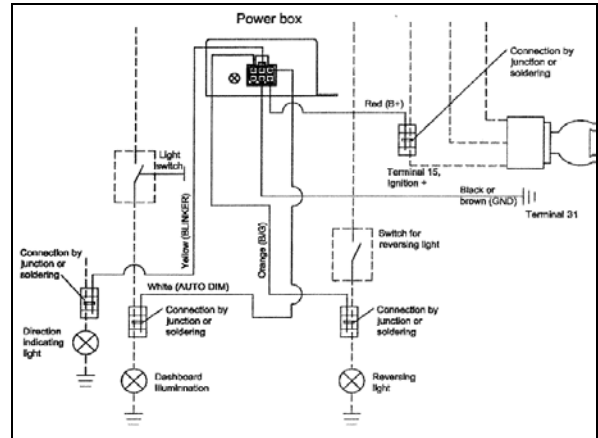 Power box
Connection by
junction or
soldering
Red (B+)
Light
switch
Terminal 15,
Ignition +
Black or
brown (GND)
Terminal 31
Yellow (BLINKER)
Orange (B/G)
Switch for
reversing light
Connection by
junction or
soldering
White (AUTO DIM)
Connection by
junction or
soldering
Connection by
junction or
soldering
Direction
indicating
light
Dashboard
illuminnation
Reversing
light